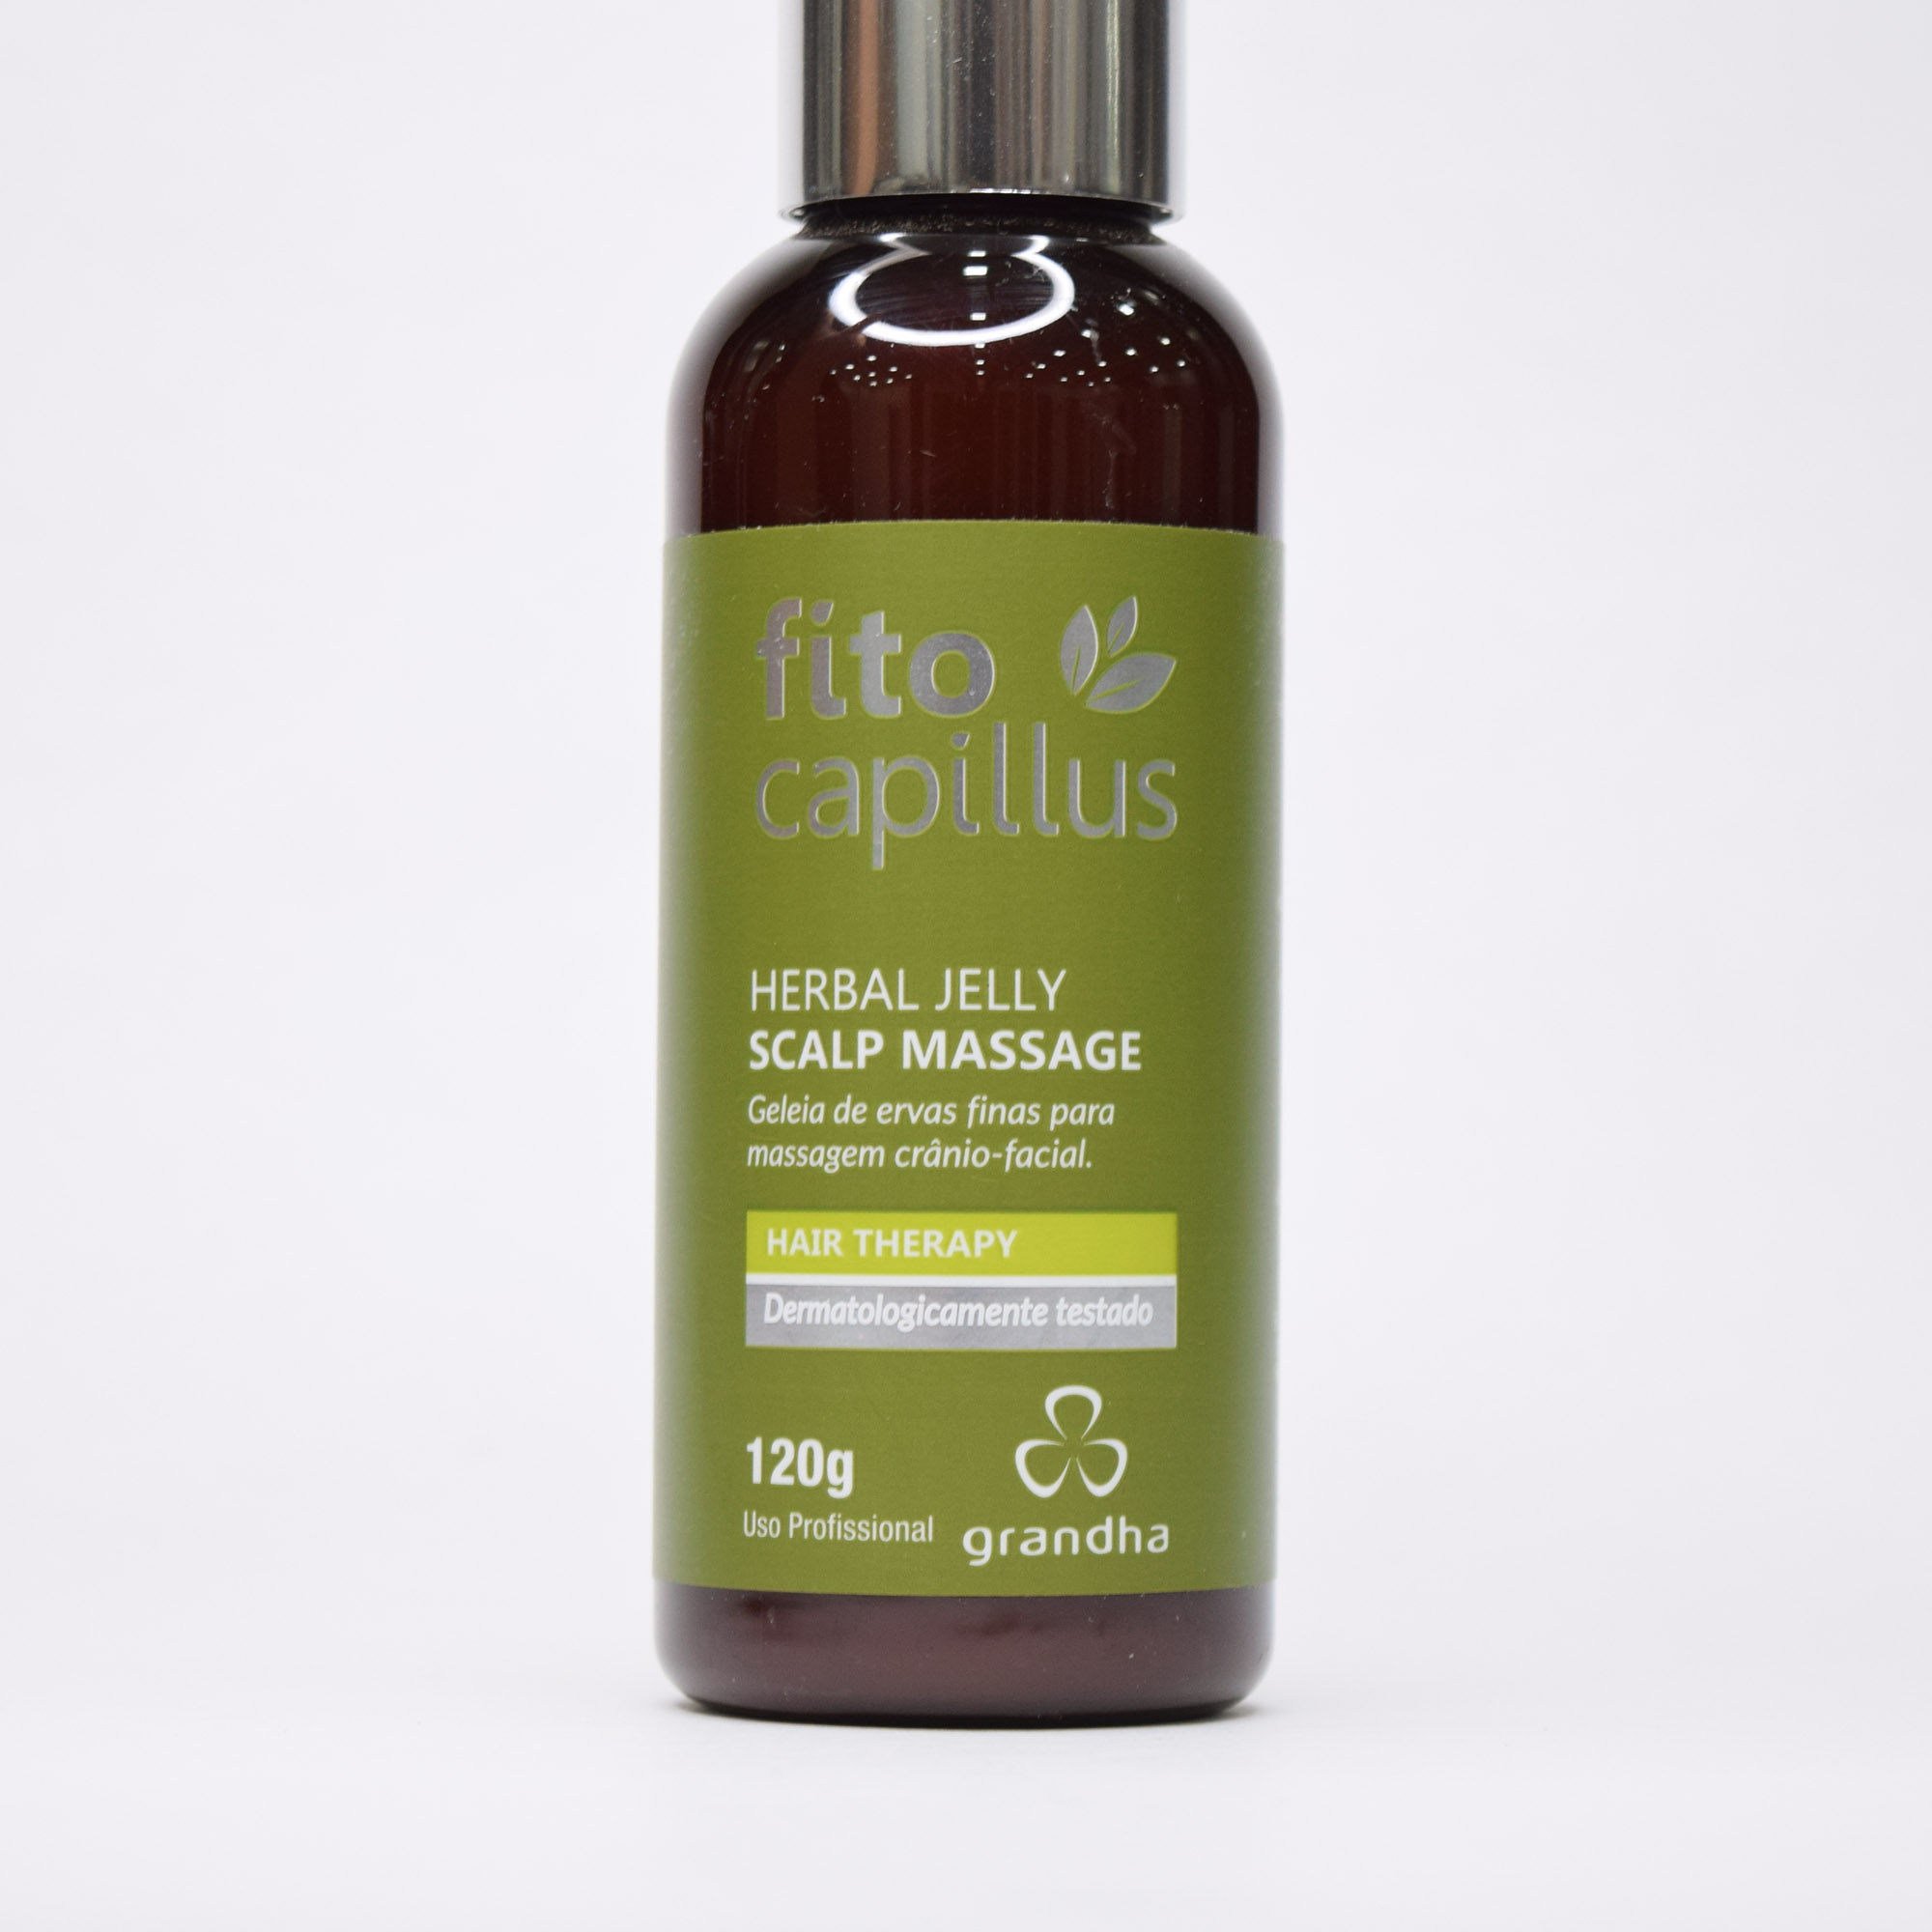 fito
capillus
HERBAL JELLY
SCALP MASSAGE
Geleia de ervas finas para
massagem crânio-facial.
HAIR THERAPY
Dermatologicamente testado
120g
Uso Profissional
grandha